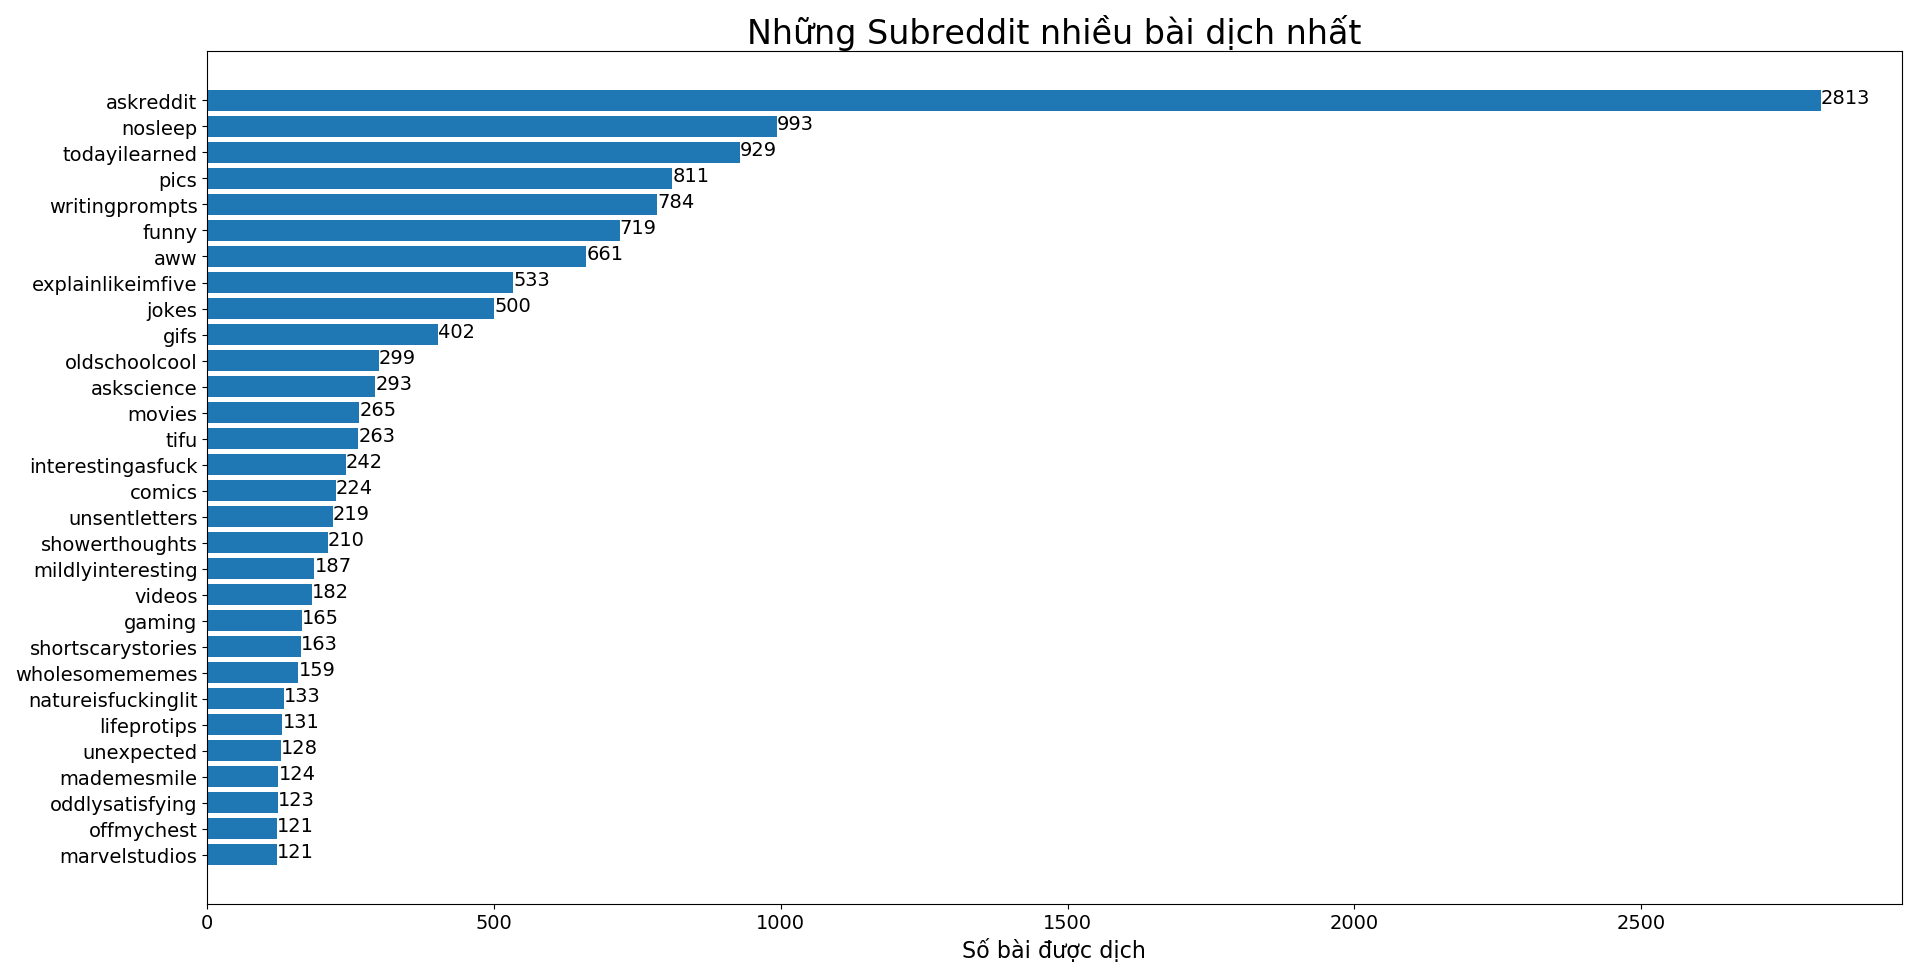 Những Subreddit nhiều bài dịch nhất
askreddit 2813
nosleep 993
todayilearned 929
pics 811
writingprompts 784
funny 719
aww 661
explainlikeimfive 533
jokes 500
gifs 402
oldschoolcool 299
askscience 293
movies 265
tifu 263
interestingasfuck 242
comics 224
unsentletters 219
showerthoughts 210
mildlyinteresting 187
videos 182
gaming 165
shortscarystories 163
wholesomememes 159
natureisfuckinglit 133
lifeprotips 131
unexpected 128
mademesmile 124
oddlysatisfying 123
offmychest 121
marvelstudios 121
0 500 1000 1500 2000 2500
Số bài được dịch